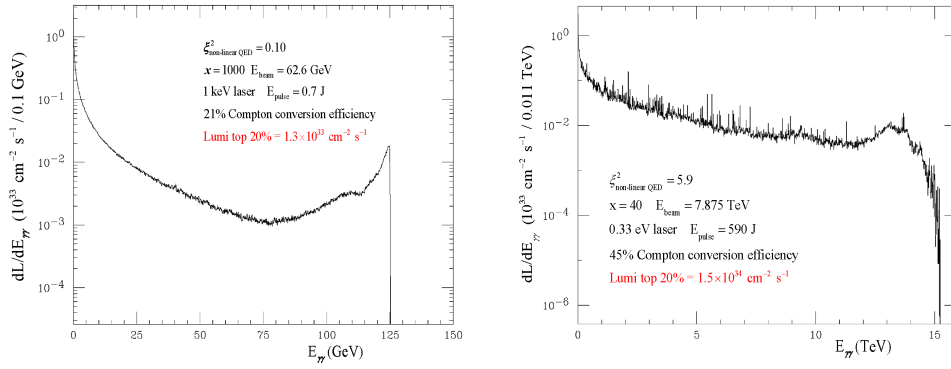 ξ²non-linear QED = 0.10
x = 1000 Ebeam = 62.6 GeV
1 keV laser Epulse = 0.7 J
21% Compton conversion efficiency
Lumi top 20% = 1.3×10³³ cm⁻² s⁻¹
dL/dEγγ (10³³ cm⁻² s⁻¹ / 0.1 GeV)
10⁰
10⁻¹
10⁻²
10⁻³
10⁻⁴
0 25 50 75 100 125 150
Eγγ (GeV)
ξ²non-linear QED = 5.9
x = 40 Ebeam = 7.875 TeV
0.33 eV laser Epulse = 590 J
45% Compton conversion efficiency
Lumi top 20% = 1.5×10³⁴ cm⁻² s⁻¹
dL/dEγγ (10³³ cm⁻² s⁻¹ / 0.011 TeV)
10⁰
10⁻²
10⁻⁴
10⁻⁶
0 5 10 15
Eγγ (TeV)